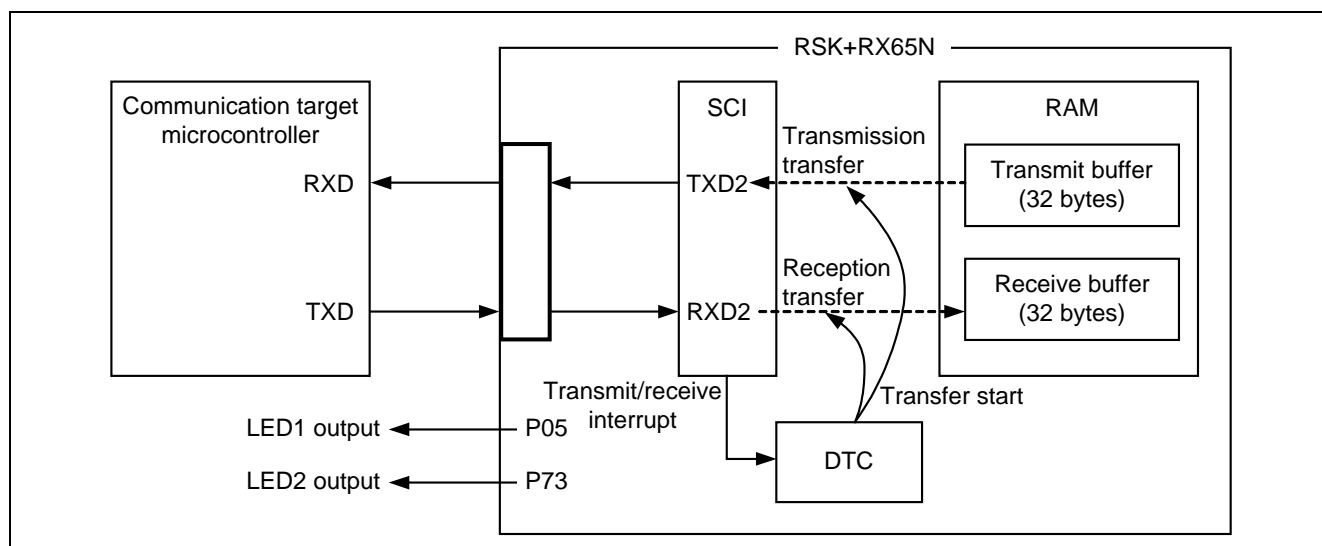 RSK+RX65N
Communication target
microcontroller
RXD
TXD
SCI
TXD2
RXD2
Transmission
transfer
Reception
transfer
RAM
Transmit buffer
(32 bytes)
Receive buffer
(32 bytes)
Transmit/receive
interrupt
Transfer start
DTC
LED1 output
P05
LED2 output
P73